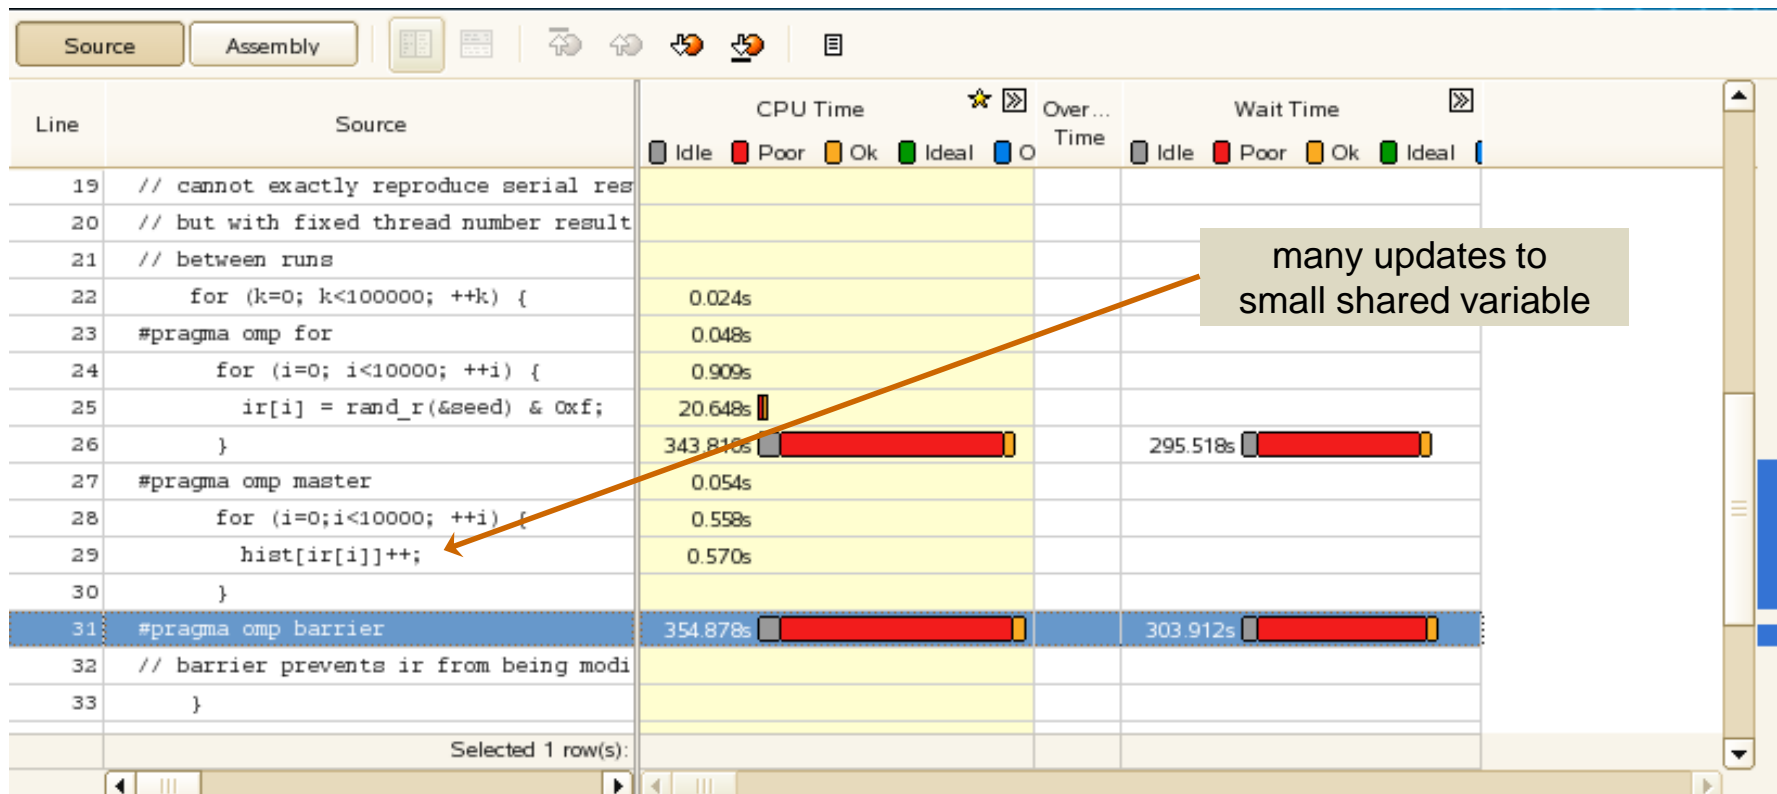 Source Assembly
Line Source CPU Time Over... Time Wait Time
Idle Poor Ok Ideal O Idle Poor Ok Ideal
19 // cannot exactly reproduce serial res
20 // but with fixed thread number result
21 // between runs
many updates to
small shared variable
22 for (k=0; k<100000; ++k) { 0.024s
23 #pragma omp for 0.048s
24 for (i=0; i<10000; ++i) { 0.909s
25 ir[i] = rand_r(&seed) & 0xf; 20.648s
26 } 343.810s 295.518s
27 #pragma omp master 0.054s
28 for (i=0;i<10000; ++i) { 0.558s
29 hist[ir[i]]++; 0.570s
30 }
31 #pragma omp barrier 354.878s 303.912s
32 // barrier prevents ir from being modi
33 }
Selected 1 row(s):